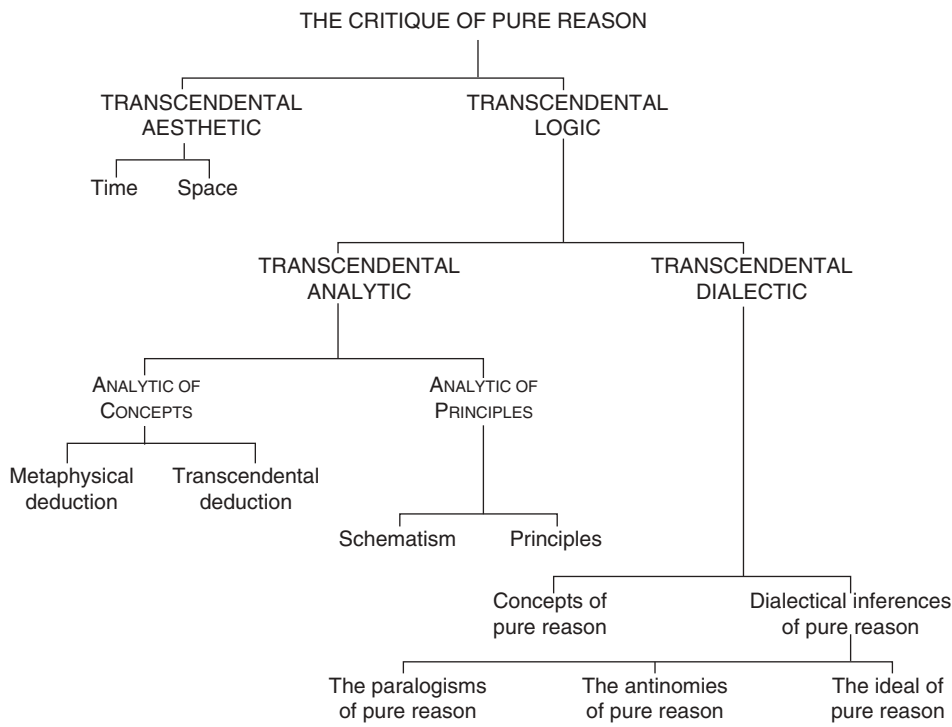 THE CRITIQUE OF PURE REASON
TRANSCENDENTAL
AESTHETIC
TRANSCENDENTAL
LOGIC
Time
Space
TRANSCENDENTAL
ANALYTIC
TRANSCENDENTAL
DIALECTIC
ANALYTIC OF
CONCEPTS
ANALYTIC OF
PRINCIPLES
Metaphysical
deduction
Transcendental
deduction
Schematism
Principles
Concepts of
pure reason
Dialectical inferences
of pure reason
The paralogisms
of pure reason
The antinomies
of pure reason
The ideal of
pure reason